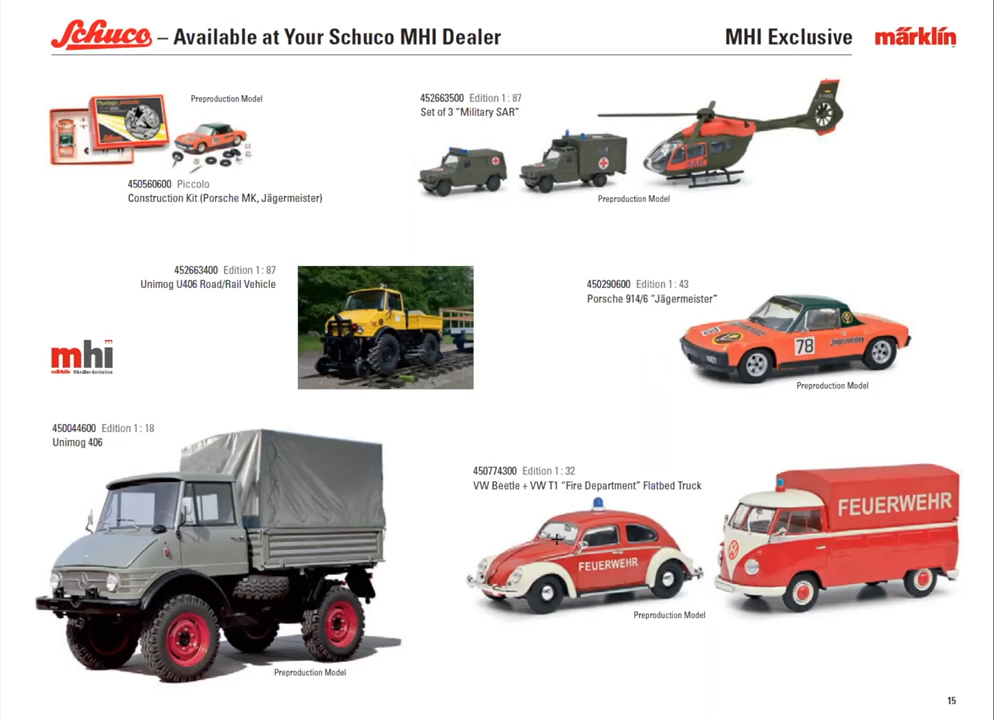 Schuco – Available at Your Schuco MHI Dealer
MHI Exclusive
märklin
Preproduction Model
450560600 Piccolo
Construction Kit (Porsche MK, Jägermeister)
452663500 Edition 1: 87
Set of 3 “Military SAR”
Preproduction Model
452663400 Edition 1: 87
Unimog U406 Road/Rail Vehicle
450290600 Edition 1: 43
Porsche 914/6 “Jägermeister”
78
Jägermeister
Preproduction Model
mhi
märklin Händler-Initiative
450044600 Edition 1: 18
Unimog 406
Preproduction Model
450774300 Edition 1: 32
VW Beetle + VW T1 “Fire Department” Flatbed Truck
FEUERWEHR
FEUERWEHR
Preproduction Model
15